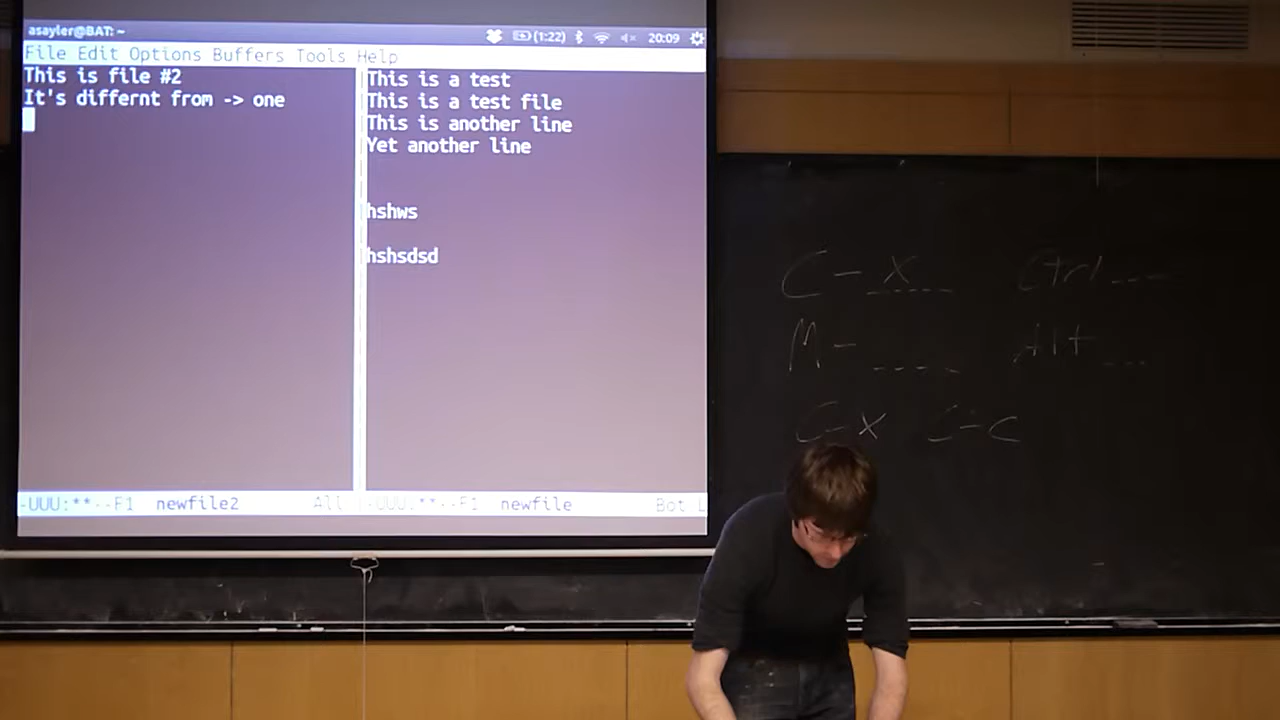 asayler@BAT: ~
(1:22) 20:09
File Edit Options Buffers Tools Help
This is file #2
It's differnt from -> one
This is a test
This is a test file
This is another line
Yet another line
hshws
hshsdsd
-UUU:**--F1 newfile2 All
-UUU:**--F1 newfile Bot L
C - x Ctrl ---
M - ---- Alt ---
C-x C-c